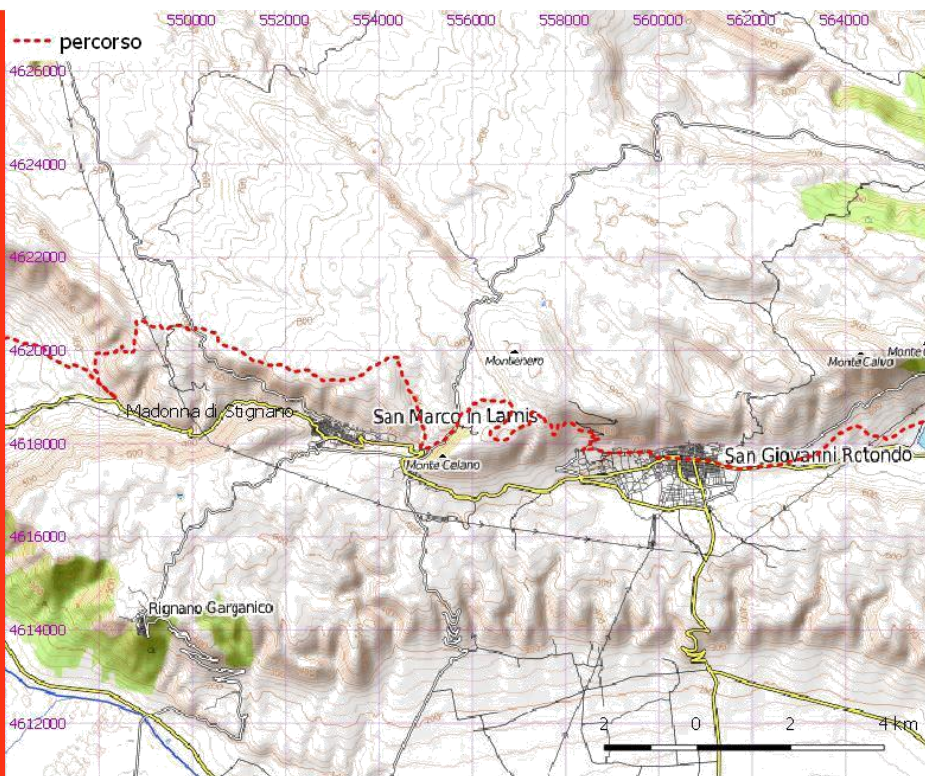 550000
552000
554000
556000
558000
560000
562000
564000
percorso
4626000
4624000
4622000
4620000
Montenero
Monte Calvo
Madonna di Stignano
San Marco in Lamis
4618000
San Giovanni Rotondo
Monte Celano
4616000
Rignano Garganico
4614000
4612000
2 0 2 4 km